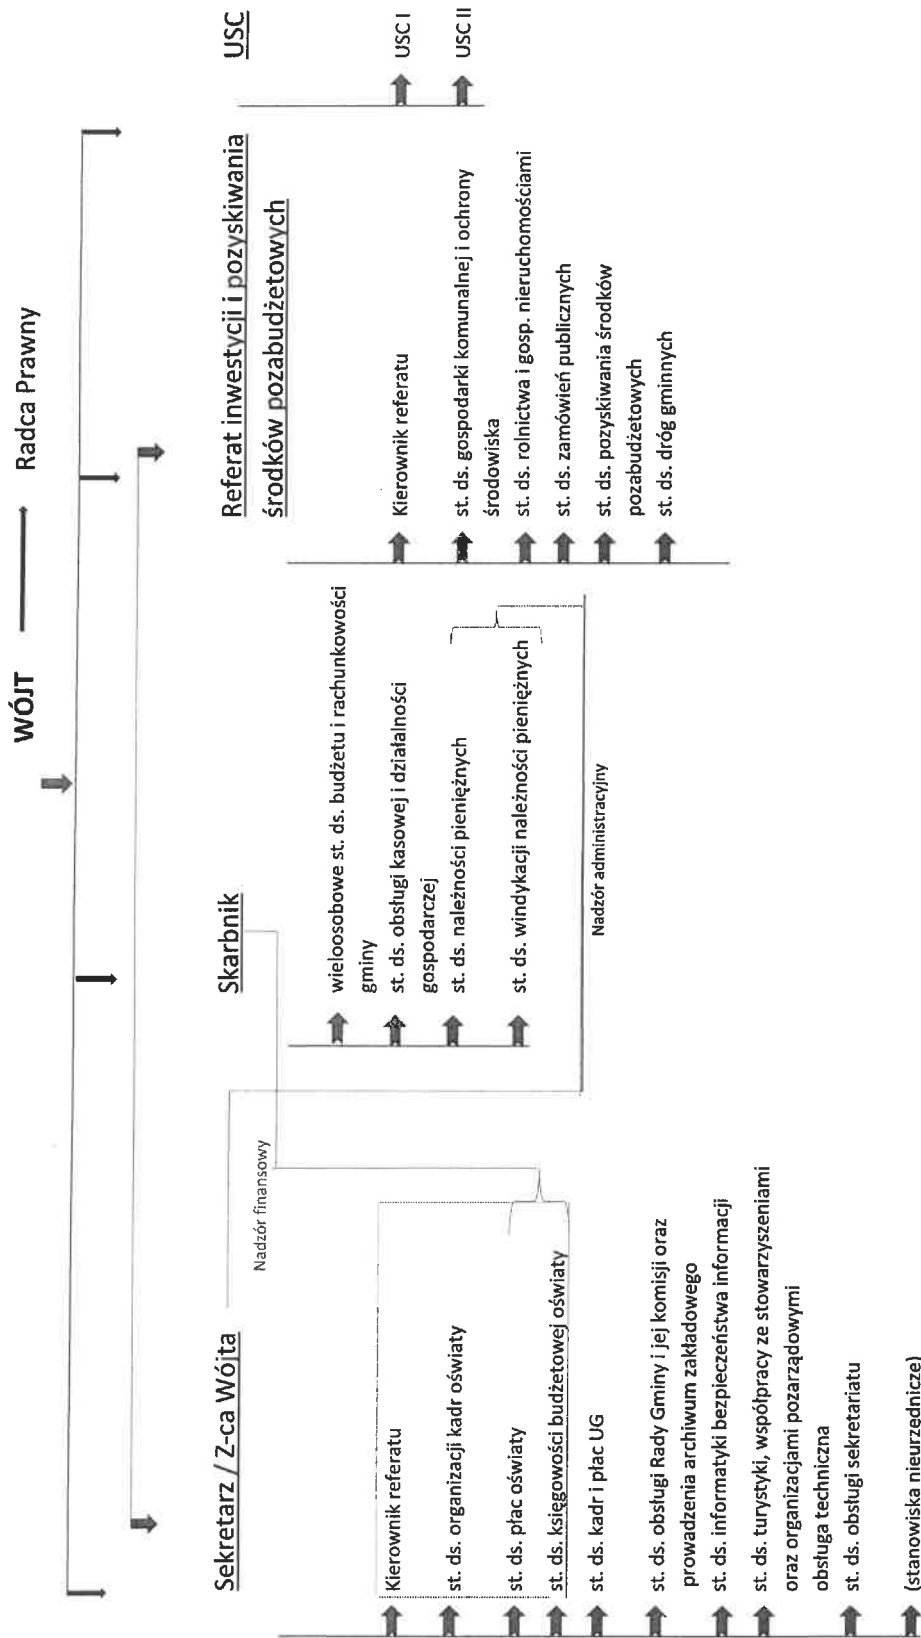 WÓJT
Radca Prawny
Sekretarz / Z-ca Wójta
Kierownik referatu
st. ds. organizacji kadr oświaty
st. ds. płac oświaty
st. ds. księgowości budżetowej oświaty
st. ds. kadr i płac UG
st. ds. obsługi Rady Gminy i jej komisji oraz
prowadzenia archiwum zakładowego
st. ds. informatyki bezpieczeństwa informacji
st. ds. turystyki, współpracy ze stowarzyszeniami
oraz organizacjami pozarządowymi
obsługa techniczna
st. ds. obsługi sekretariatu
(stanowiska nieurzednicze)
Nadzór finansowy
Skarbnik
wieloosobowe st. ds. budżetu i rachunkowości
gminy
st. ds. obsługi kasowej i działalności
gospodarczej
st. ds. należności pieniężnych
st. ds. windykacji należności pieniężnych
Nadzór administracyjny
Referat inwestycji i pozyskiwania
środków pozabudżetowych
Kierownik referatu
st. ds. gospodarki komunalnej i ochrony
środowiska
st. ds. rolnictwa i gosp. nieruchomościami
st. ds. zamówień publicznych
st. ds. pozyskiwania środków
pozabudżetowych
st. ds. dróg gminnych
USC
USC I
USC II